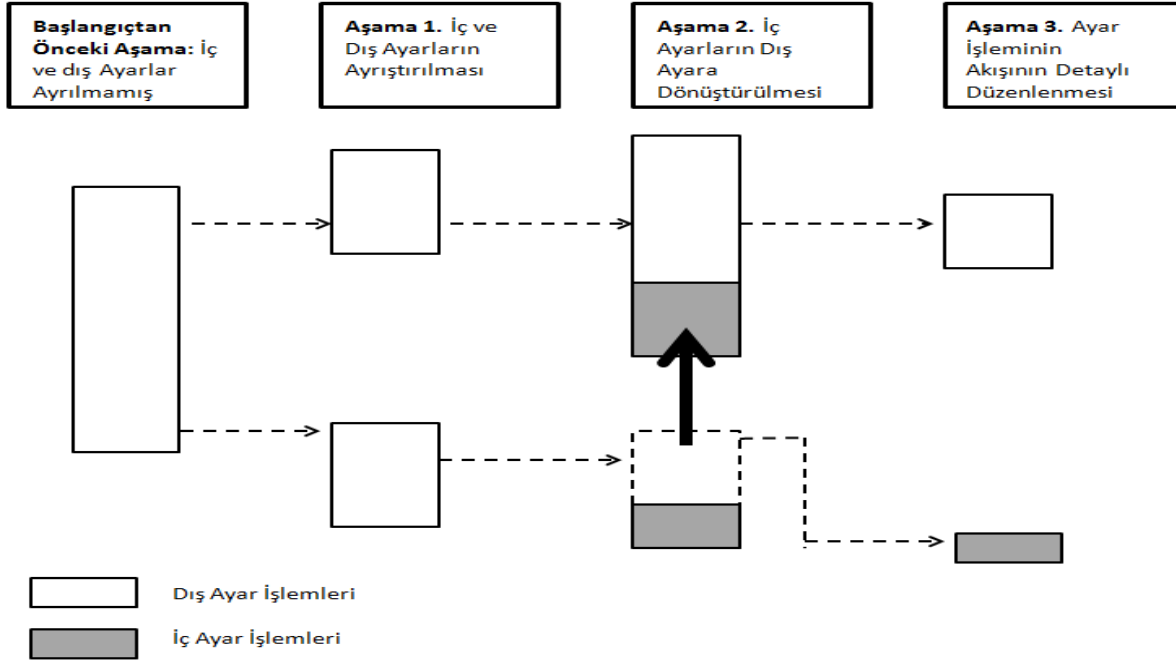 Başlangıçtan
Önceki Aşama: İç
ve dış Ayarlar
Ayrılmamış
Aşama 1. İç ve
Dış Ayarların
Ayrıştırılması
Aşama 2. İç
Ayarların Dış
Ayara
Dönüştürülmesi
Aşama 3. Ayar
İşleminin
Akışının Detaylı
Düzenlenmesi
Dış Ayar İşlemleri
İç Ayar İşlemleri